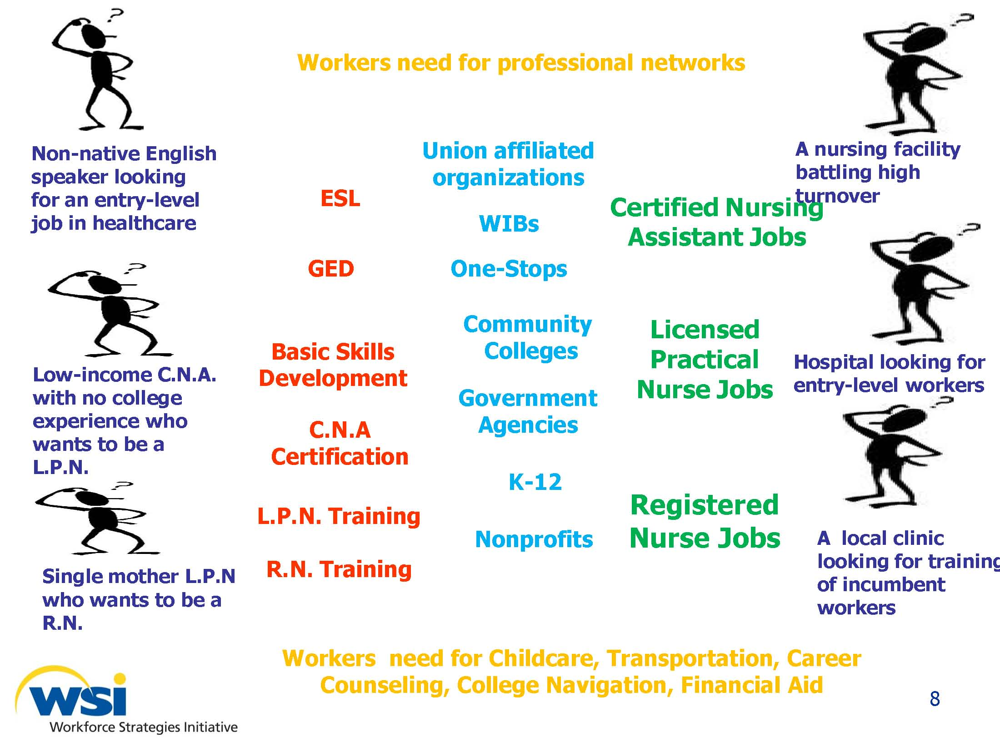 ?
?
Workers need for professional networks
Non-native English
speaker looking
for an entry-level
job in healthcare
?
Low-income C.N.A.
with no college
experience who
wants to be a
L.P.N.
?
Single mother L.P.N
who wants to be a
R.N.
ESL
GED
Basic Skills
Development
C.N.A
Certification
L.P.N. Training
R.N. Training
Union affiliated
organizations
WIBs
One-Stops
Community
Colleges
Government
Agencies
K-12
Nonprofits
Certified Nursing
Assistant Jobs
Licensed
Practical
Nurse Jobs
Registered
Nurse Jobs
A nursing facility
battling high
turnover
?
Hospital looking for
entry-level workers
?
A  local clinic
looking for training
of incumbent
workers
Workers  need for Childcare, Transportation, Career
Counseling, College Navigation, Financial Aid
wsi
Workforce Strategies Initiative
8